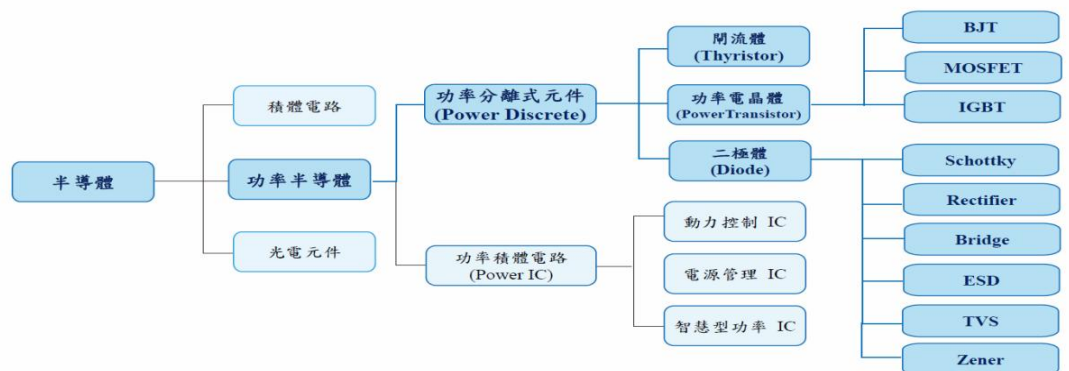 半導體
積體電路
功率半導體
光電元件
功率分離式元件
(Power Discrete)
功率積體電路
(Power IC)
閘流體
(Thyristor)
功率電晶體
(PowerTransistor)
二極體
(Diode)
動力控制 IC
電源管理 IC
智慧型功率 IC
BJT
MOSFET
IGBT
Schottky
Rectifier
Bridge
ESD
TVS
Zener